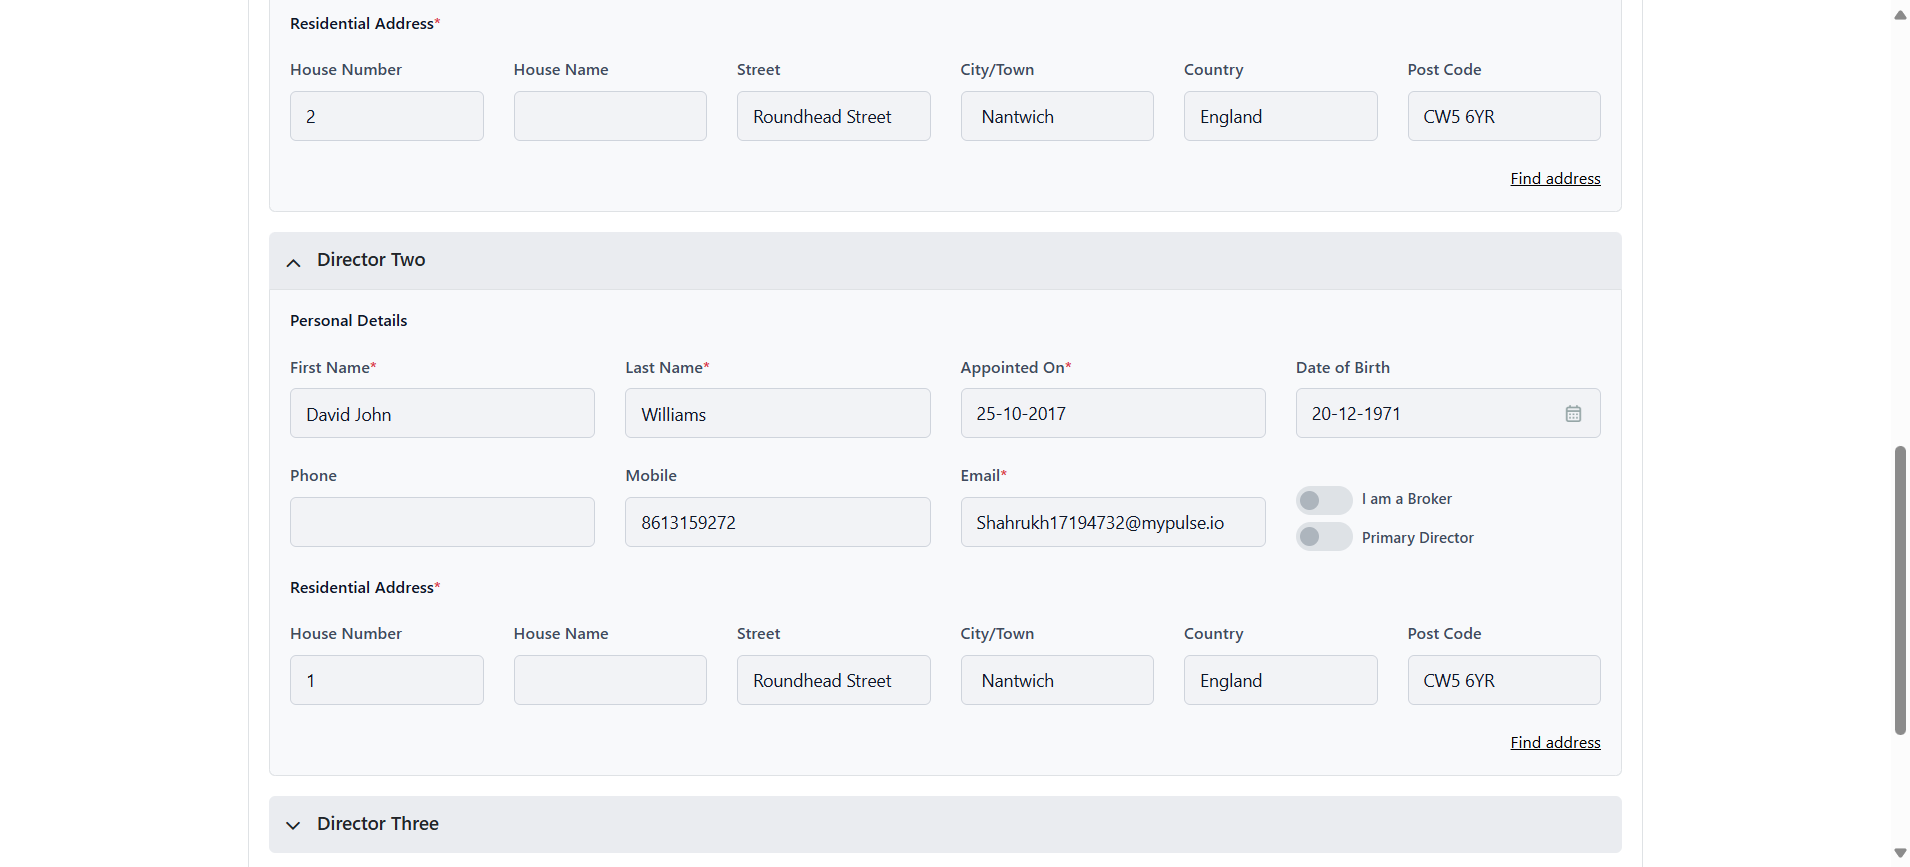 Residential Address*
House Number House Name Street City/Town Country Post Code
2 Roundhead Street Nantwich England CW5 6YR
Find address
Director Two
Personal Details
First Name* Last Name* Appointed On* Date of Birth
David John Williams 25-10-2017 20-12-1971
Phone Mobile Email*
I am a Broker
8613159272 Shahrukh17194732@mypulse.io
Primary Director
Residential Address*
House Number House Name Street City/Town Country Post Code
1 Roundhead Street Nantwich England CW5 6YR
Find address
Director Three